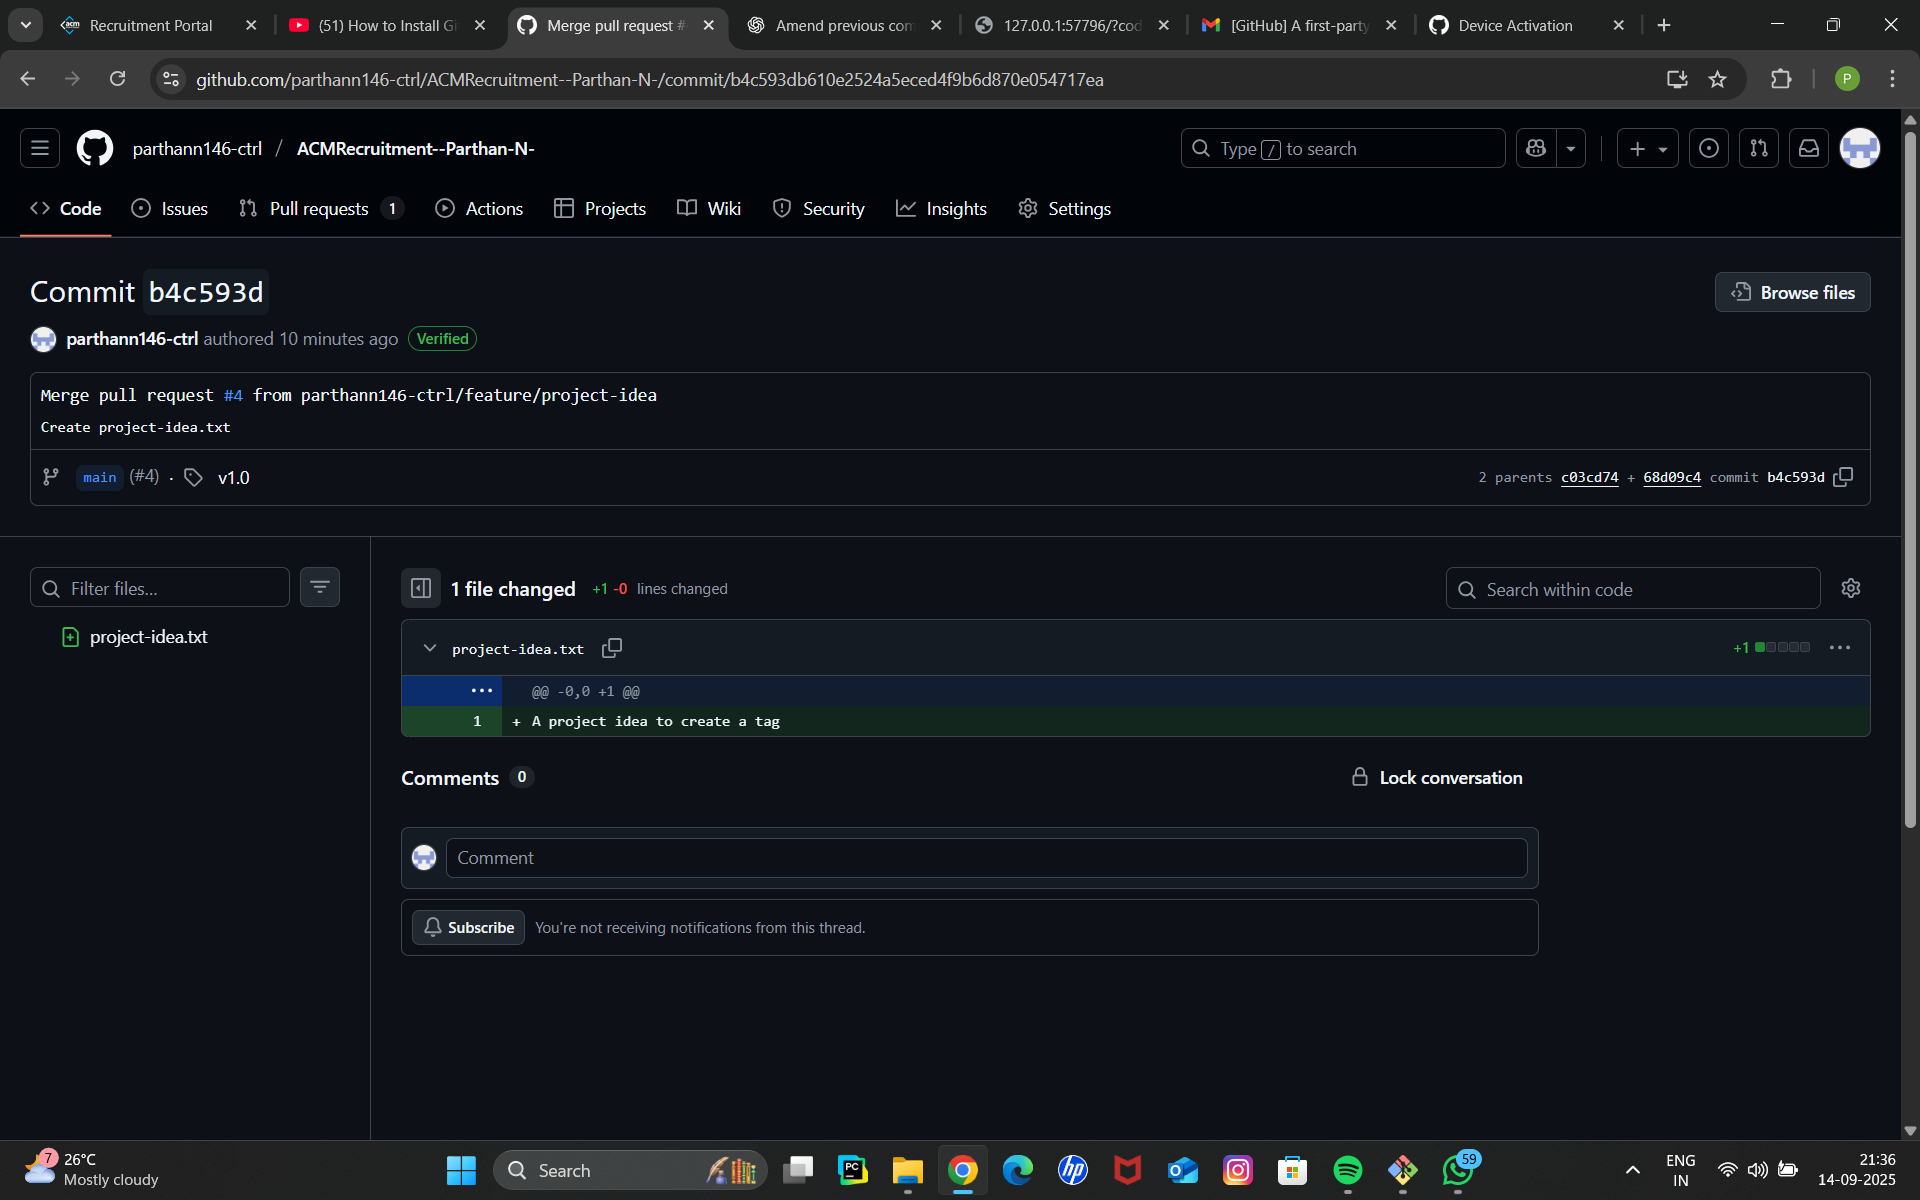 Recruitment Portal
(51) How to Install Gi
Merge pull request #
Amend previous com
127.0.0.1:57796/?cod
[GitHub] A first-party
Device Activation
github.com/parthann146-ctrl/ACMRecruitment--Parthan-N-/commit/b4c593db610e2524a5eced4f9b6d870e054717ea
P
parthann146-ctrl / ACMRecruitment--Parthan-N-
Type / to search
Code
Issues
Pull requests 1
Actions
Projects
Wiki
Security
Insights
Settings
Commit b4c593d
Browse files
parthann146-ctrl authored 10 minutes ago Verified
Merge pull request #4 from parthann146-ctrl/feature/project-idea
Create project-idea.txt
main (#4) · v1.0
2 parents c03cd74 + 68d09c4 commit b4c593d
Filter files...
project-idea.txt
1 file changed +1 -0 lines changed
Search within code
project-idea.txt
+1
@@ -0,0 +1 @@
1 + A project idea to create a tag
Comments 0
Lock conversation
Comment
Subscribe You're not receiving notifications from this thread.
7
26°C
Mostly cloudy
Search
PC
hp
59
ENG
IN
21:36
14-09-2025